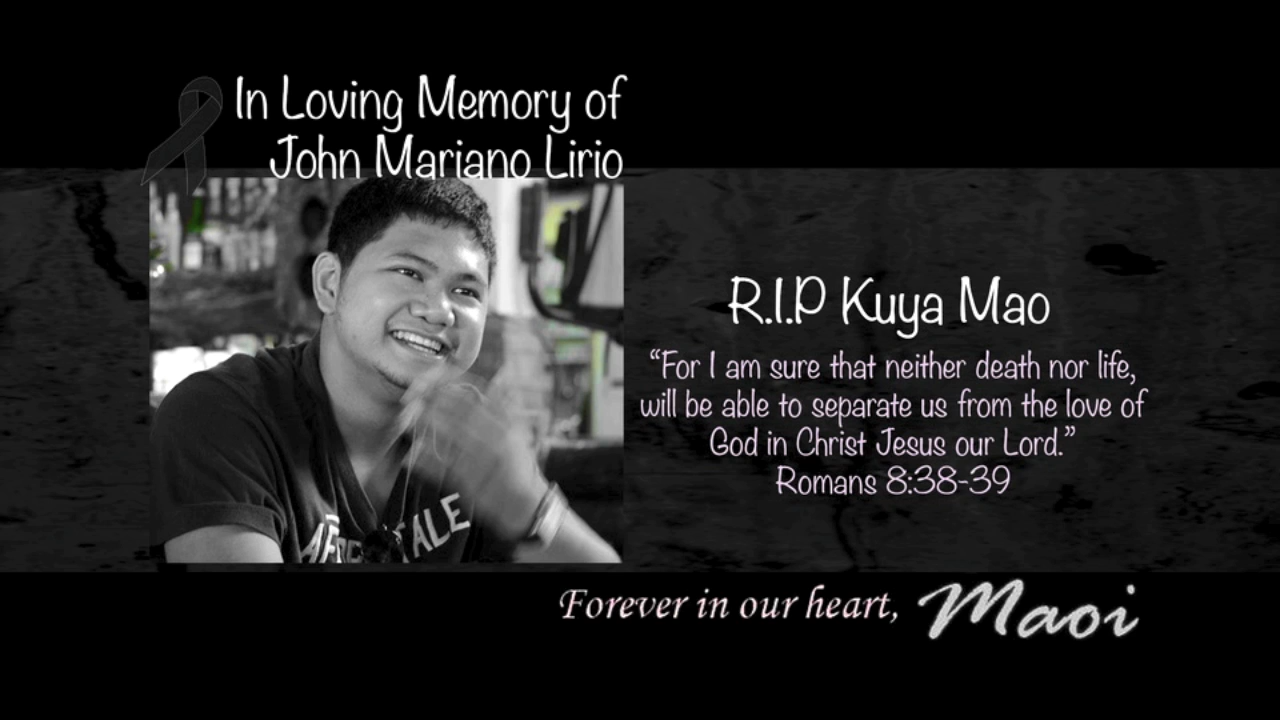 In Loving Memory of
John Mariano Lirio
R.I.P Kuya Mao
“For I am sure that neither death nor life,
will be able to separate us from the love of
God in Christ Jesus our Lord.”
Romans 8:38-39
Forever in our heart, Maoi